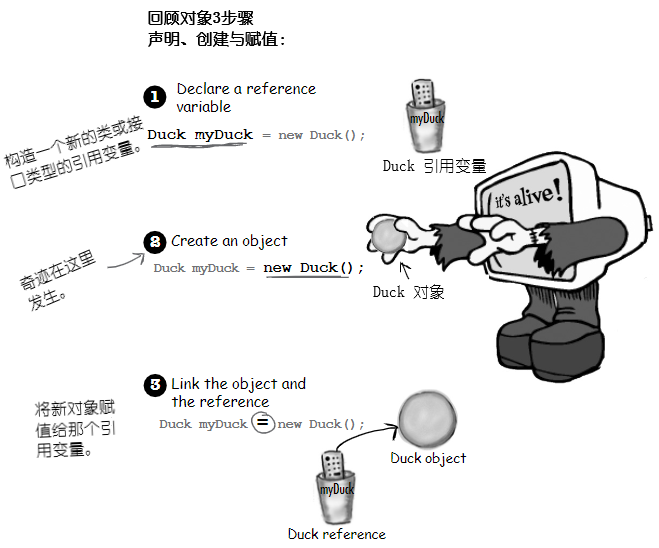 回顾对象3步骤
声明、创建与赋值:
1 Declare a reference
variable
Duck myDuck = new Duck();
构造一个新的类或接
口类型的引用变量。
myDuck
Duck 引用变量
it's alive!
2 Create an object
Duck myDuck = new Duck();
奇迹在这里
发生。
Duck 对象
3 Link the object and
the reference
Duck myDuck = new Duck();
将新对象赋
值给那个引
用变量。
Duck object
myDuck
Duck reference